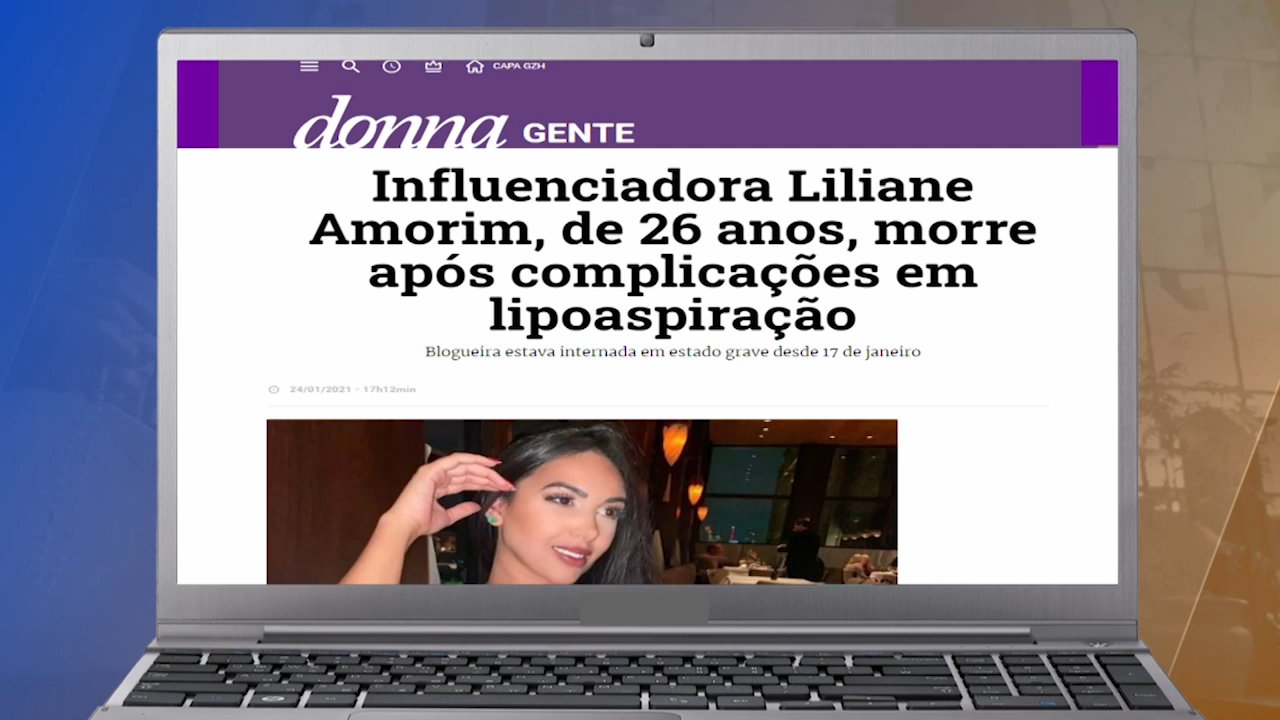 CAPA GZH
donna GENTE
Influenciadora Liliane
Amorim, de 26 anos, morre
após complicações em
lipoaspiração
Blogueira estava internada em estado grave desde 17 de janeiro
24/01/2021 - 17h12min